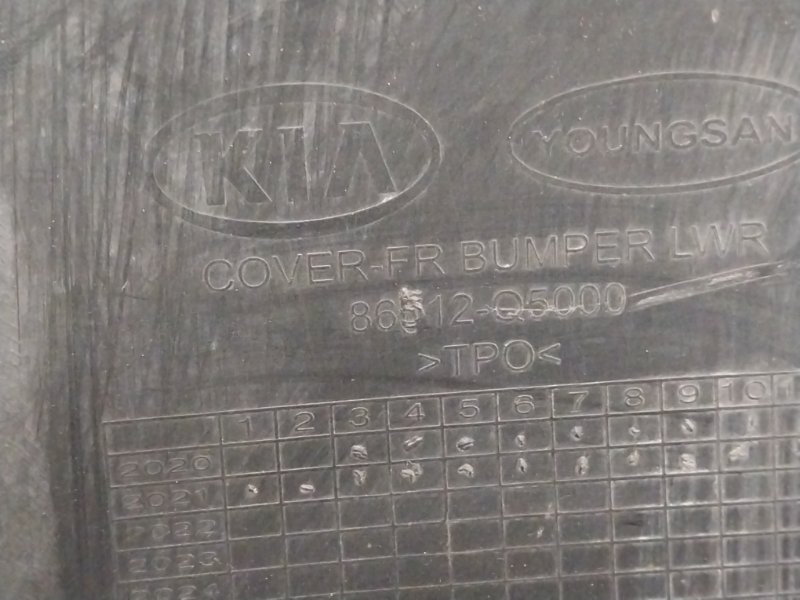 KIA YOUNGSAN
COVER-FR BUMPER LWR
86512-Q5000
>TPO<
1 2 3 4 5 6 7 8 9 10
2020
2021
2022
2023
2024